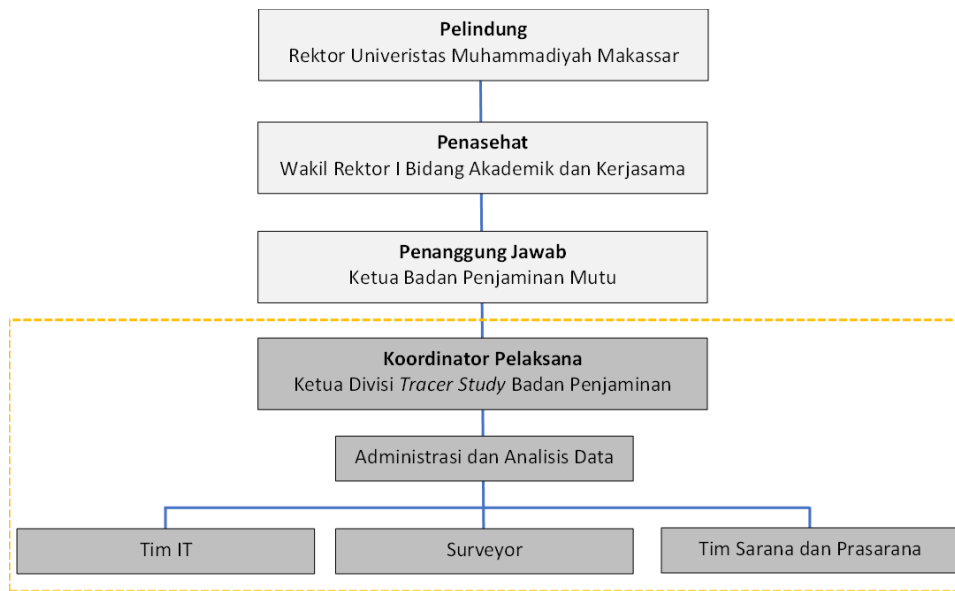 Pelindung
Rektor Univeristas Muhammadiyah Makassar
Penasehat
Wakil Rektor I Bidang Akademik dan Kerjasama
Penanggung Jawab
Ketua Badan Penjaminan Mutu
Koordinator Pelaksana
Ketua Divisi Tracer Study Badan Penjaminan
Administrasi dan Analisis Data
Tim IT
Surveyor
Tim Sarana dan Prasarana